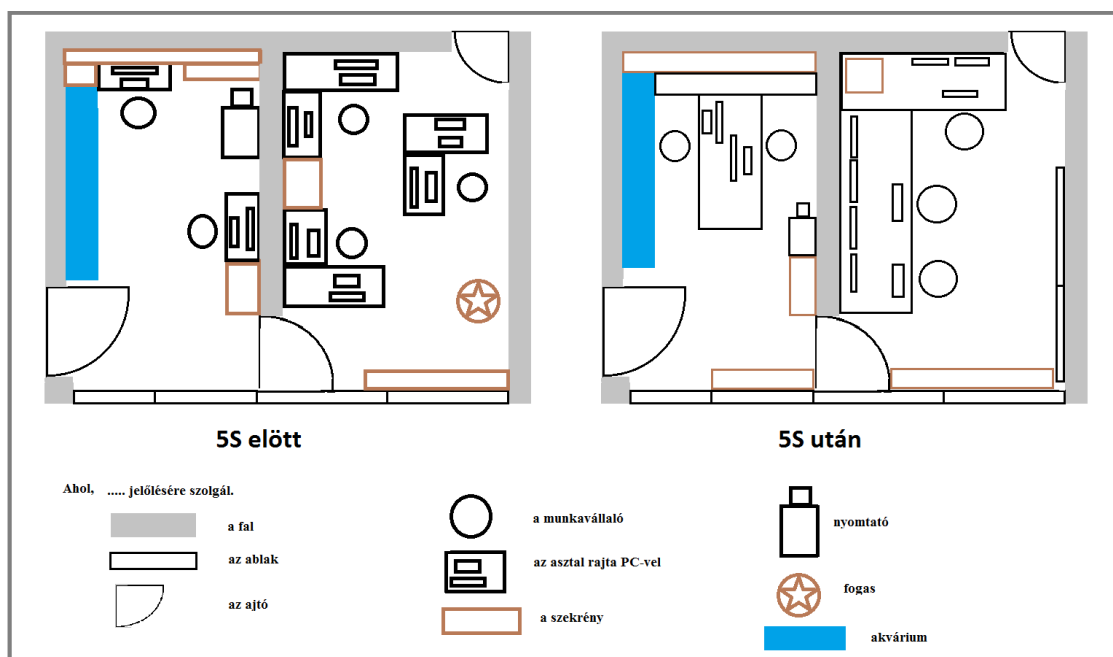 5S elött
5S után
Ahol, ..... jelőlésére szolgál.
a fal
az ablak
az ajtó
a munkavállaló
az asztal rajta PC-vel
a szekrény
nyomtató
fogas
akvárium